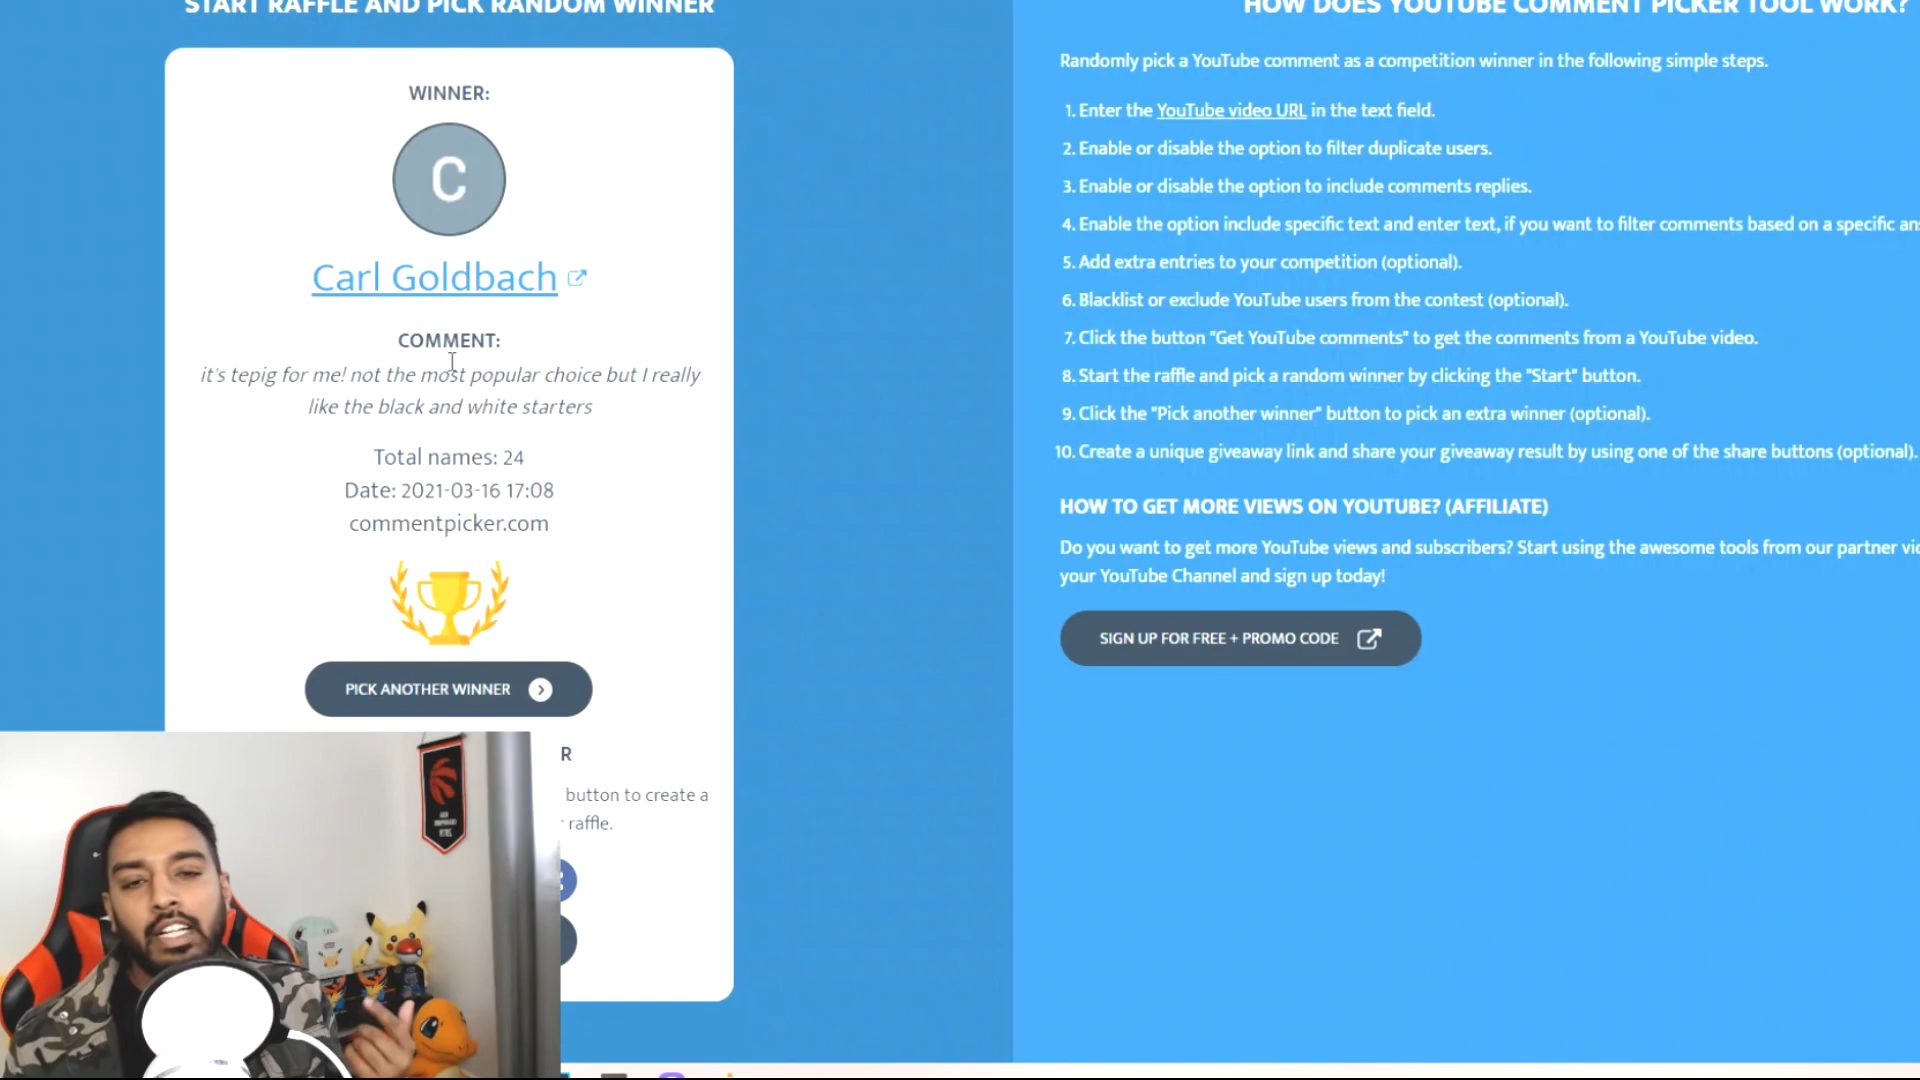 START RAFFLE AND PICK RANDOM WINNER
WINNER:
C
Carl Goldbach
COMMENT:
it's tepig for me! not the most popular choice but I really
like the black and white starters
Total names: 24
Date: 2021-03-16 17:08
commentpicker.com
PICK ANOTHER WINNER
R
button to create a
raffle.
HOW DOES YOUTUBE COMMENT PICKER TOOL WORK?
Randomly pick a YouTube comment as a competition winner in the following simple steps.
1. Enter the YouTube video URL in the text field.
2. Enable or disable the option to filter duplicate users.
3. Enable or disable the option to include comments replies.
4. Enable the option include specific text and enter text, if you want to filter comments based on a specific an
5. Add extra entries to your competition (optional).
6. Blacklist or exclude YouTube users from the contest (optional).
7. Click the button "Get YouTube comments" to get the comments from a YouTube video.
8. Start the raffle and pick a random winner by clicking the "Start" button.
9. Click the "Pick another winner" button to pick an extra winner (optional).
10. Create a unique giveaway link and share your giveaway result by using one of the share buttons (optional).
HOW TO GET MORE VIEWS ON YOUTUBE? (AFFILIATE)
Do you want to get more YouTube views and subscribers? Start using the awesome tools from our partner vi
your YouTube Channel and sign up today!
SIGN UP FOR FREE + PROMO CODE